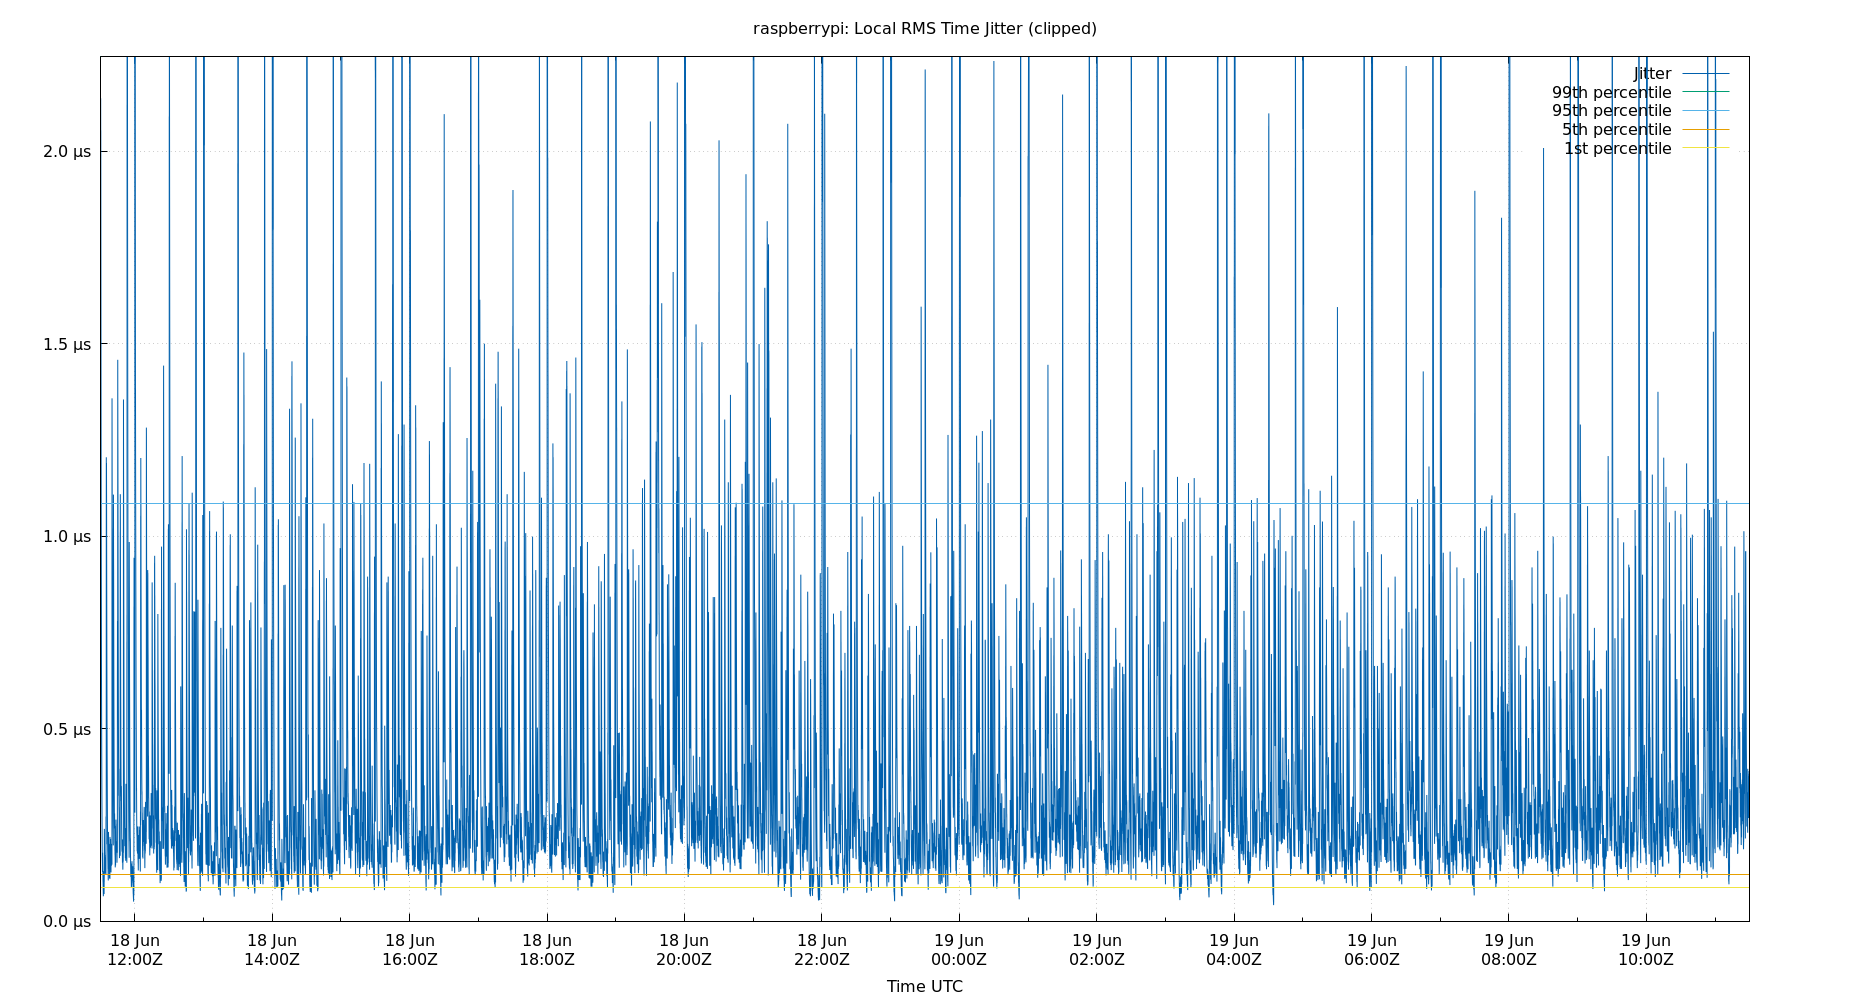 raspberrypi: Local RMS Time Jitter (clipped)
Jitter
99th percentile
95th percentile
5th percentile
1st percentile
2.0 µs
1.5 µs
1.0 µs
0.5 µs
0.0 µs
18 Jun 18 Jun 18 Jun 18 Jun 18 Jun 18 Jun 19 Jun 19 Jun 19 Jun 19 Jun 19 Jun 19 Jun
12:00Z 14:00Z 16:00Z 18:00Z 20:00Z 22:00Z 00:00Z 02:00Z 04:00Z 06:00Z 08:00Z 10:00Z
Time UTC